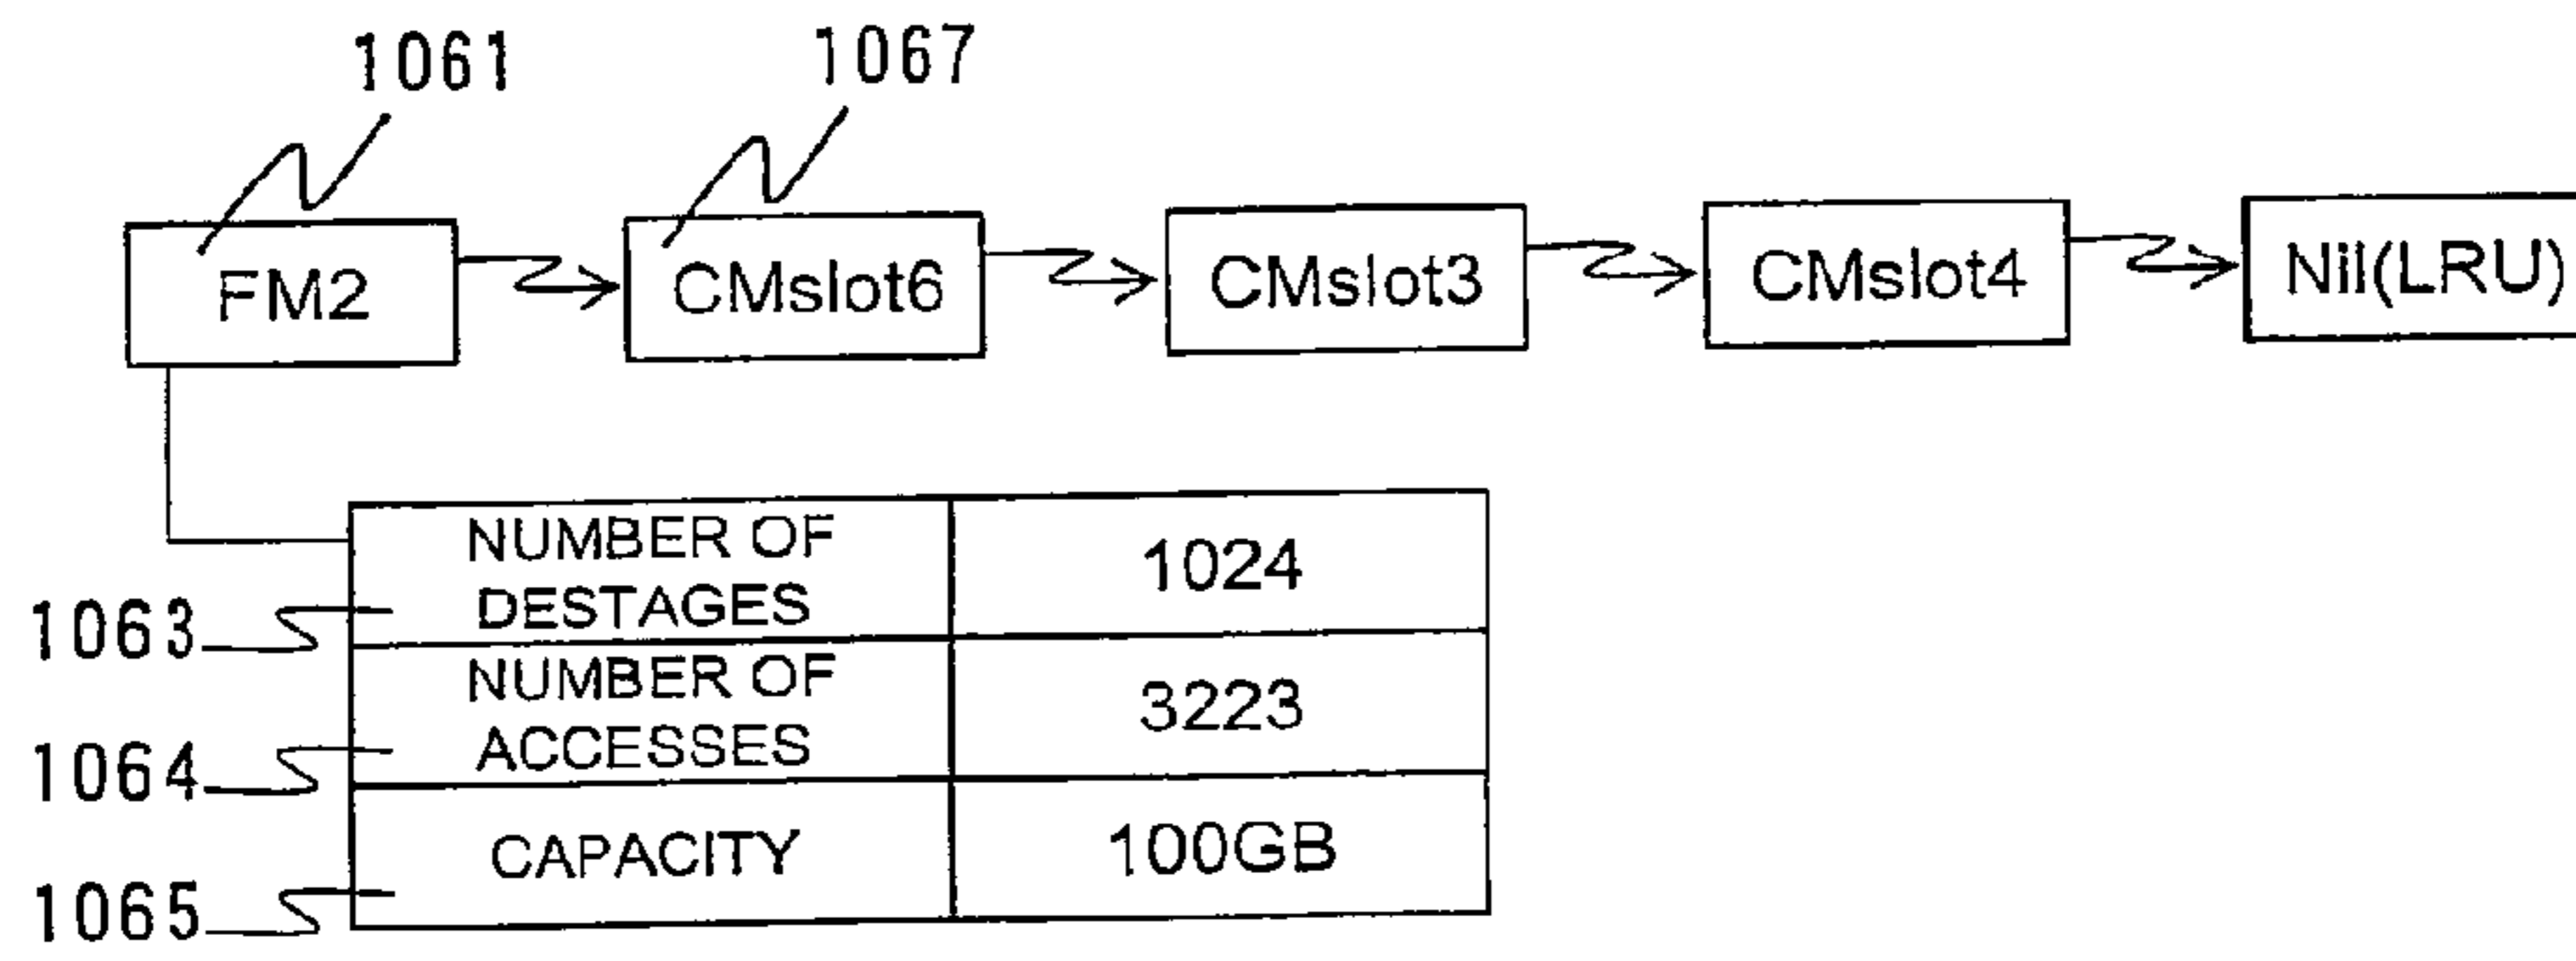 1061
1067
FM2
CMslot6
CMslot3
CMslot4
Nil(LRU)
NUMBER OF
DESTAGES
1024
1063
NUMBER OF
ACCESSES
3223
1064
CAPACITY
100GB
1065